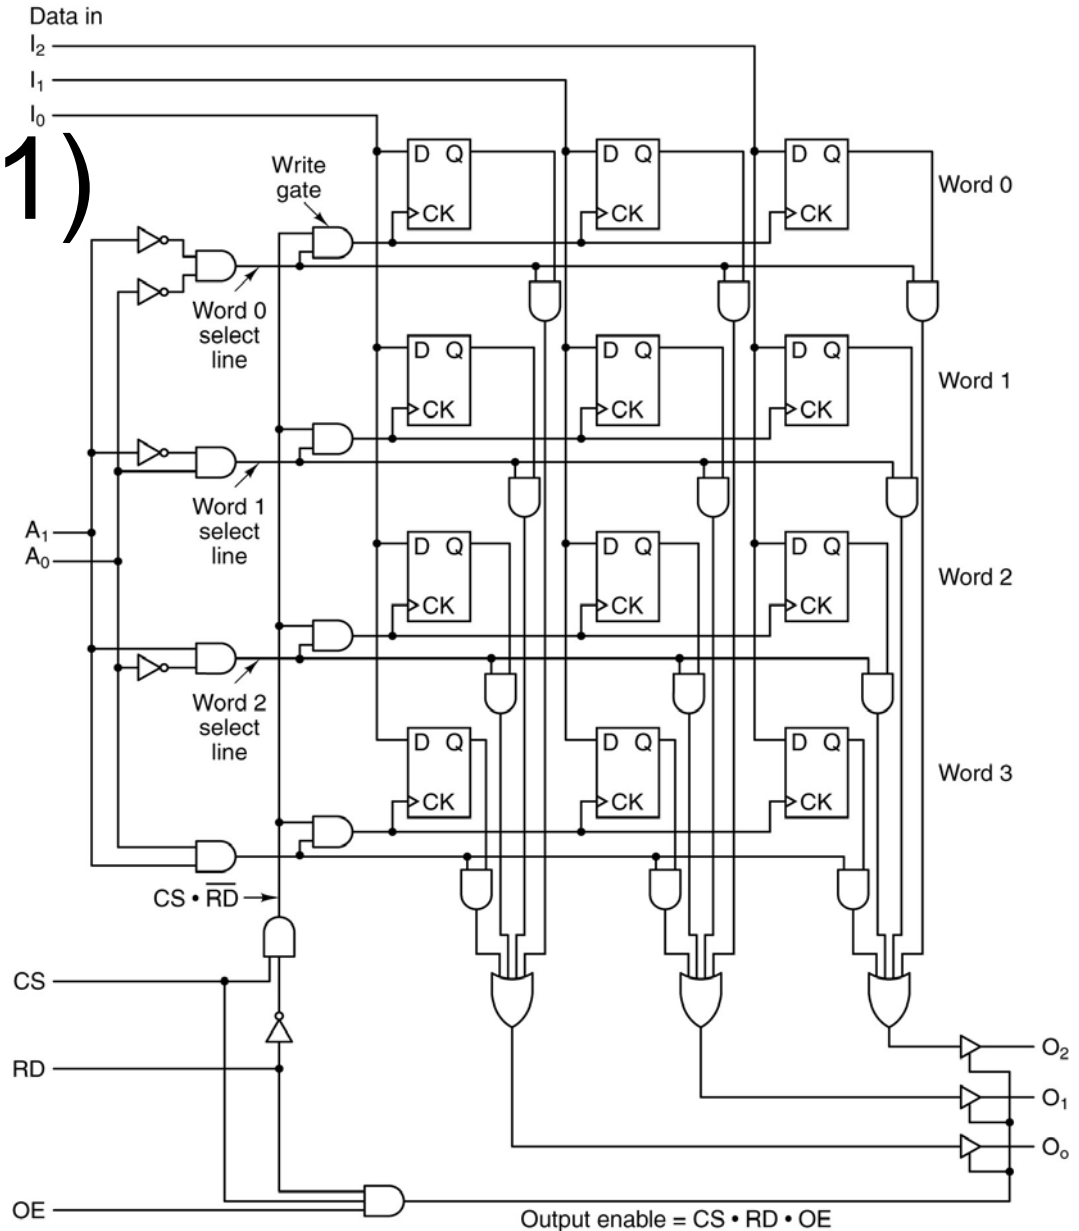 Data in
I₂
I₁
I₀
1)
Write
gate
D Q
CK
D Q
CK
D Q
CK
Word 0
Word 0
select
line
D Q
CK
D Q
CK
D Q
CK
Word 1
Word 1
select
line
A₁
A₀
D Q
CK
D Q
CK
D Q
CK
Word 2
Word 2
select
line
D Q
CK
D Q
CK
D Q
CK
Word 3
CS • R̅D̅
CS
RD
OE
O₂
O₁
Oₒ
Output enable = CS • RD • OE